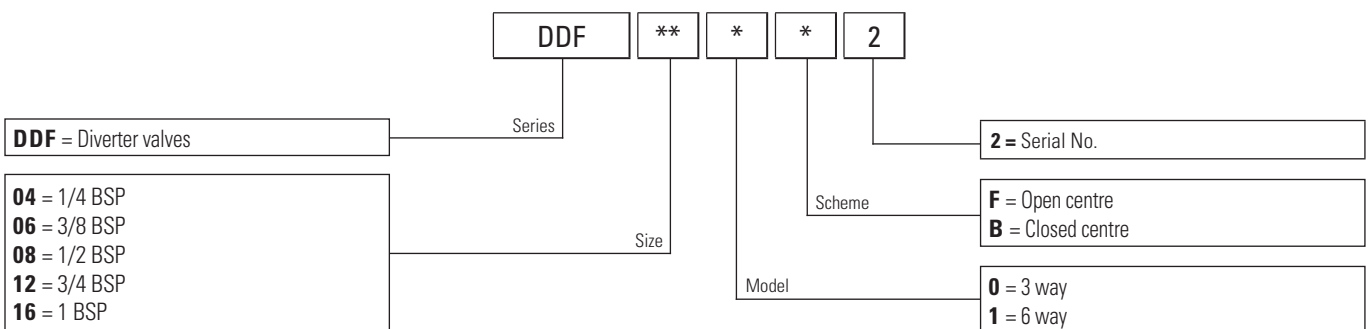 DDF ** * * 2
Series
DDF = Diverter valves
2 = Serial No.
04 = 1/4 BSP
06 = 3/8 BSP
08 = 1/2 BSP
12 = 3/4 BSP
16 = 1 BSP
Size
Scheme
F = Open centre
B = Closed centre
Model
0 = 3 way
1 = 6 way